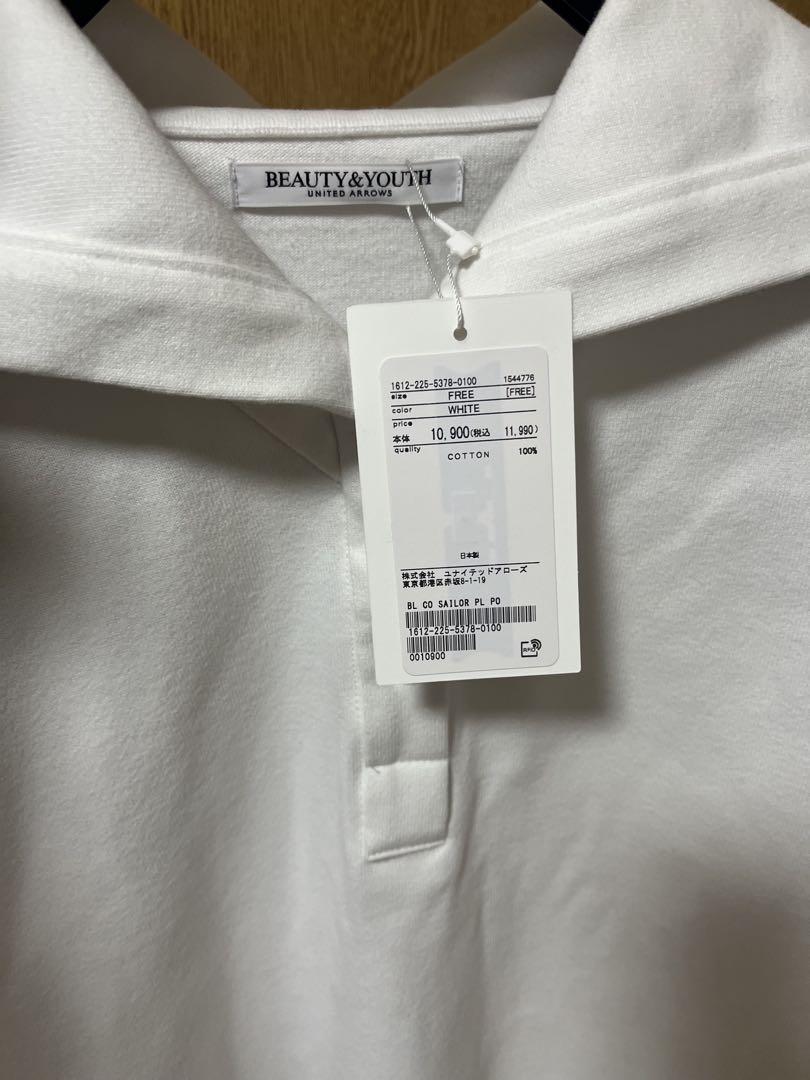 BEAUTY&YOUTH
UNITED ARROWS
1612-225-5378-0100 1544776
size FREE [FREE]
color WHITE
price
本体 10,900(税込 11,990)
quality COTTON 100%
日本製
株式会社 ユナイテッドアローズ
東京都港区赤坂8-1-19
BL CO SAILOR PL PO
1612-225-5378-0100
0010900
RFID